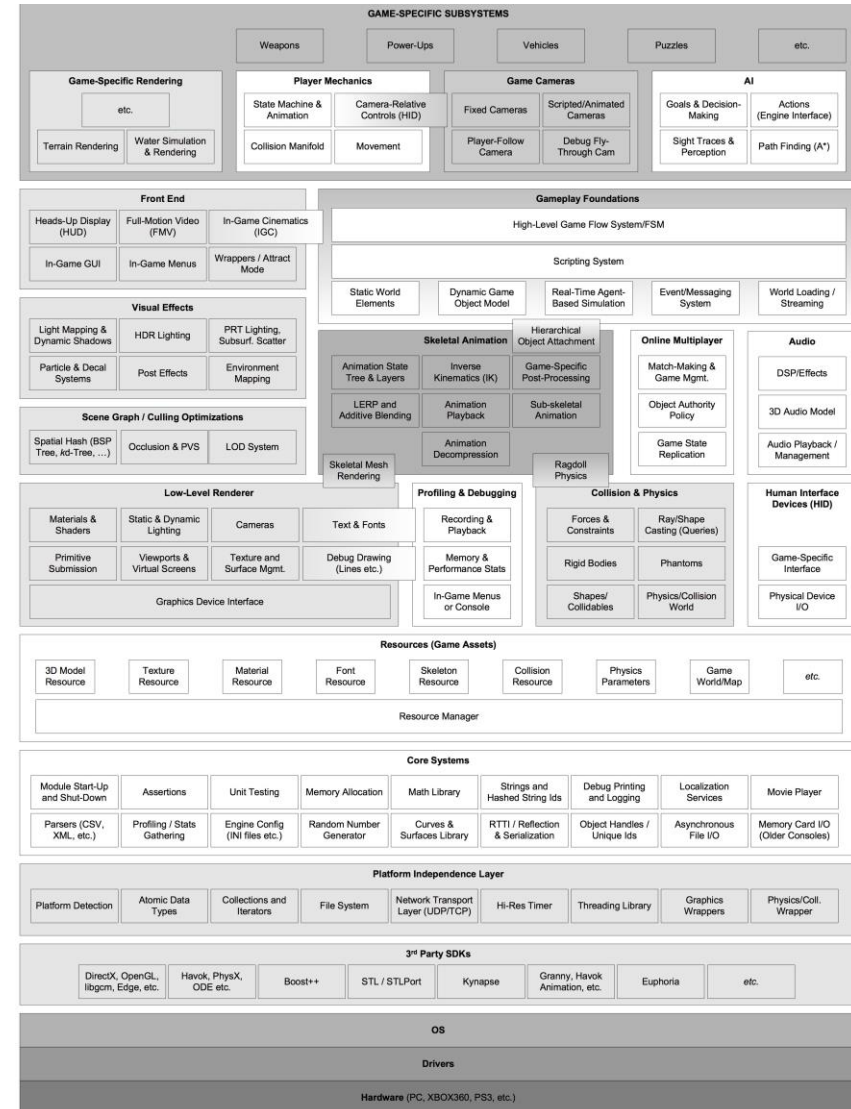 GAME-SPECIFIC SUBSYSTEMS
Weapons
Power-Ups
Vehicles
Puzzles
etc.
Game-Specific Rendering
etc.
Terrain Rendering
Water Simulation
& Rendering
Player Mechanics
State Machine &
Animation
Camera-Relative
Controls (HID)
Collision Manifold
Movement
Game Cameras
Fixed Cameras
Scripted/Animated
Cameras
Player-Follow
Camera
Debug Fly-
Through Cam
AI
Goals & Decision-
Making
Actions
(Engine Interface)
Sight Traces &
Perception
Path Finding (A*)
Front End
Heads-Up Display
(HUD)
Full-Motion Video
(FMV)
In-Game Cinematics
(IGC)
In-Game GUI
In-Game Menus
Wrappers / Attract
Mode
Gameplay Foundations
High-Level Game Flow System/FSM
Scripting System
Static World
Elements
Dynamic Game
Object Model
Real-Time Agent-
Based Simulation
Event/Messaging
System
World Loading /
Streaming
Visual Effects
Light Mapping &
Dynamic Shadows
HDR Lighting
PRT Lighting,
Subsurf. Scatter
Particle & Decal
Systems
Post Effects
Environment
Mapping
Skeletal Animation
Hierarchical
Object Attachment
Animation State
Tree & Layers
Inverse
Kinematics (IK)
Game-Specific
Post-Processing
LERP and
Additive Blending
Animation
Playback
Sub-skeletal
Animation
Animation
Decompression
Skeletal Mesh
Rendering
Ragdoll
Physics
Online Multiplayer
Match-Making &
Game Mgmt.
Object Authority
Policy
Game State
Replication
Audio
DSP/Effects
3D Audio Model
Audio Playback /
Management
Scene Graph / Culling Optimizations
Spatial Hash (BSP
Tree, kd-Tree, …)
Occlusion & PVS
LOD System
Low-Level Renderer
Materials &
Shaders
Static & Dynamic
Lighting
Cameras
Text & Fonts
Primitive
Submission
Viewports &
Virtual Screens
Texture and
Surface Mgmt.
Debug Drawing
(Lines etc.)
Graphics Device Interface
Profiling & Debugging
Recording &
Playback
Memory &
Performance Stats
In-Game Menus
or Console
Collision & Physics
Forces &
Constraints
Ray/Shape
Casting (Queries)
Rigid Bodies
Phantoms
Shapes/
Collidables
Physics/Collision
World
Human Interface
Devices (HID)
Game-Specific
Interface
Physical Device
I/O
Resources (Game Assets)
3D Model
Resource
Texture
Resource
Material
Resource
Font
Resource
Skeleton
Resource
Collision
Resource
Physics
Parameters
Game
World/Map
etc.
Resource Manager
Core Systems
Module Start-Up
and Shut-Down
Assertions
Unit Testing
Memory Allocation
Math Library
Strings and
Hashed String Ids
Debug Printing
and Logging
Localization
Services
Movie Player
Parsers (CSV,
XML, etc.)
Profiling / Stats
Gathering
Engine Config
(INI files etc.)
Random Number
Generator
Curves &
Surfaces Library
RTTI / Reflection
& Serialization
Object Handles /
Unique Ids
Asynchronous
File I/O
Memory Card I/O
(Older Consoles)
Platform Independence Layer
Platform Detection
Atomic Data
Types
Collections and
Iterators
File System
Network Transport
Layer (UDP/TCP)
Hi-Res Timer
Threading Library
Graphics
Wrappers
Physics/Coll.
Wrapper
3rd Party SDKs
DirectX, OpenGL,
libgcm, Edge, etc.
Havok, PhysX,
ODE etc.
Boost++
STL / STLPort
Kynapse
Granny, Havok
Animation, etc.
Euphoria
etc.
OS
Drivers
Hardware (PC, XBOX360, PS3, etc.)